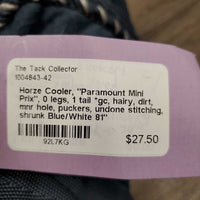 The Tack Collector
1004843-42
Horze Cooler, "Paramount Mini
Prix", 0 legs, 1 tail *gc, hairy, dirt,
mnr hole, puckers, undone stitching,
shrunk Blue/White 81"
92L7KG
$27.50